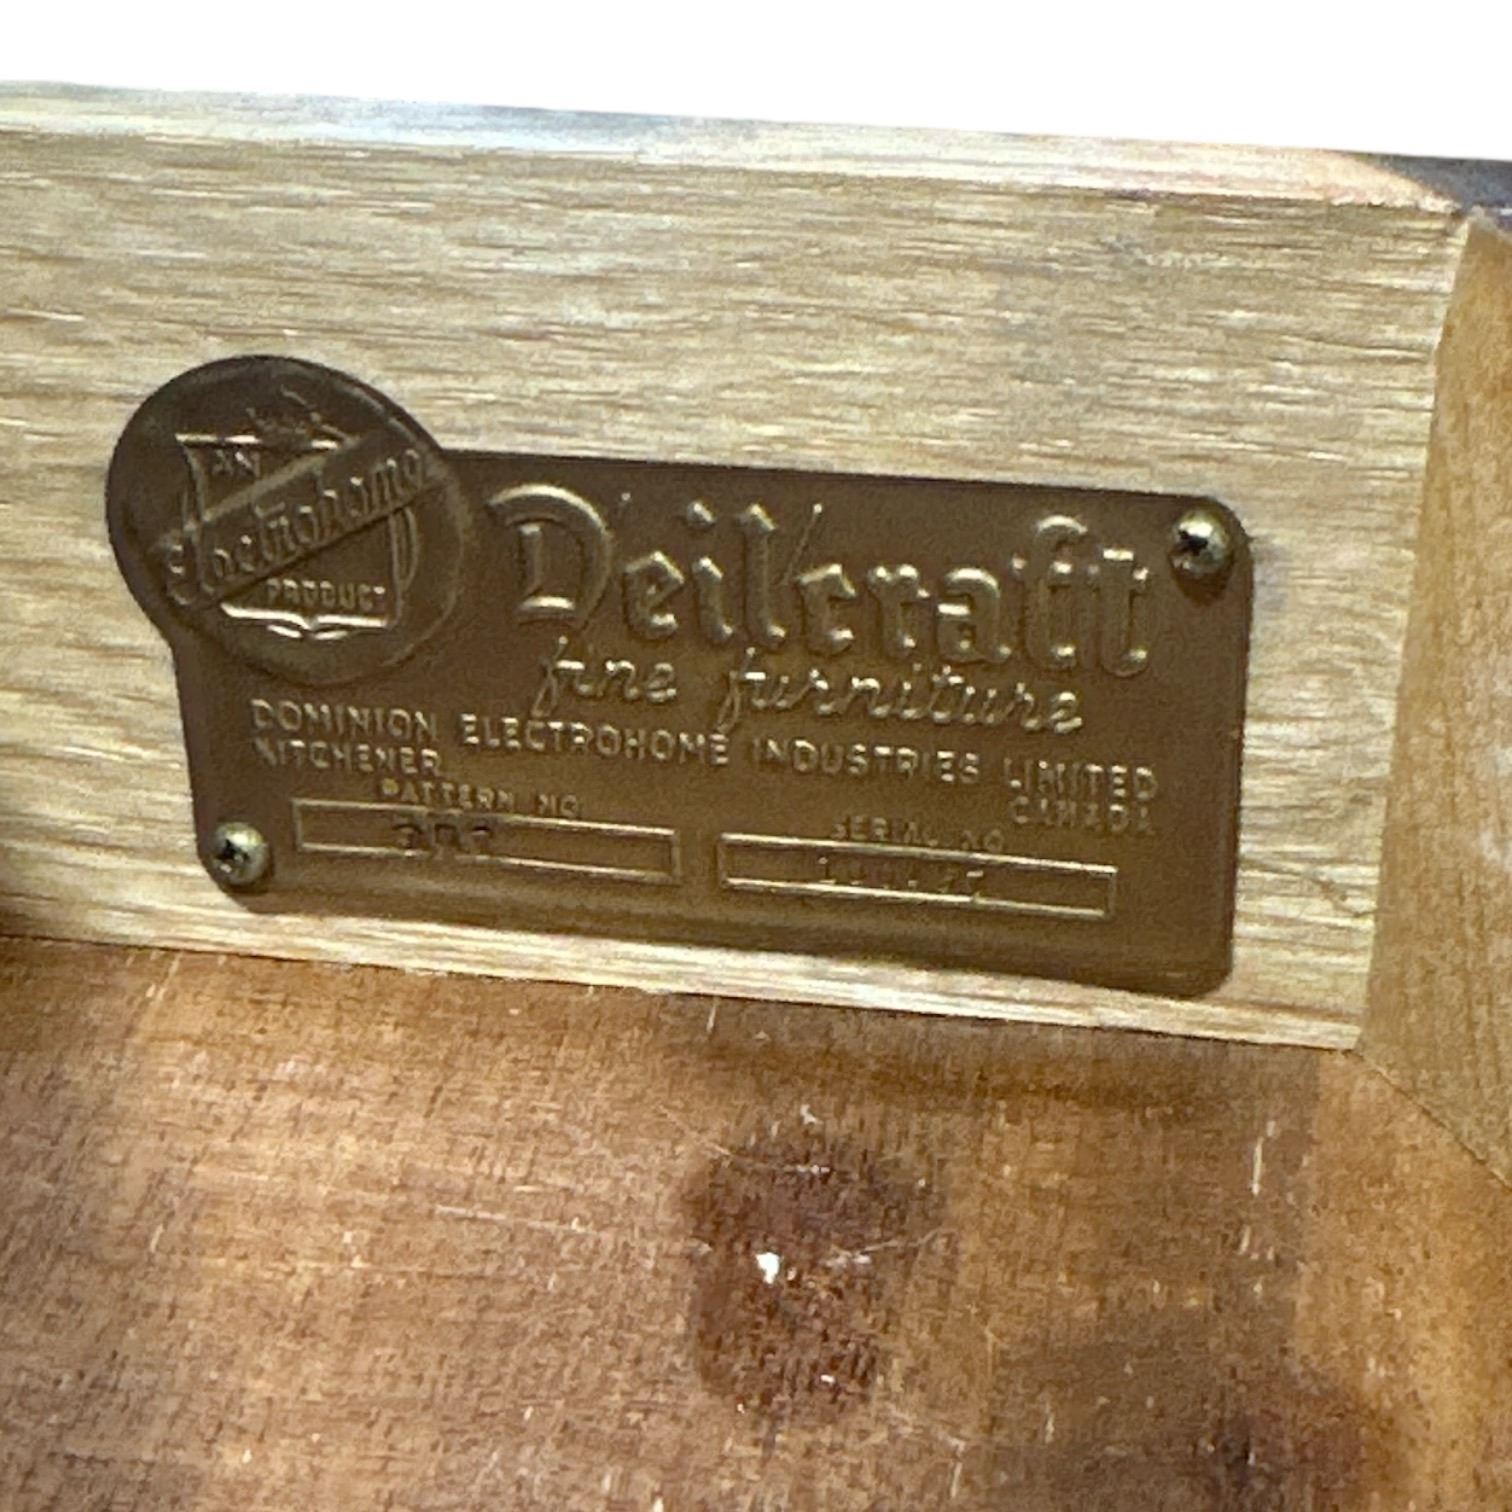 AN
Electrohome
PRODUCT
Deilcraft
fine furniture
DOMINION ELECTROHOME INDUSTRIES LIMITED
KITCHENER CANADA
PATTERN NO. SERIAL NO